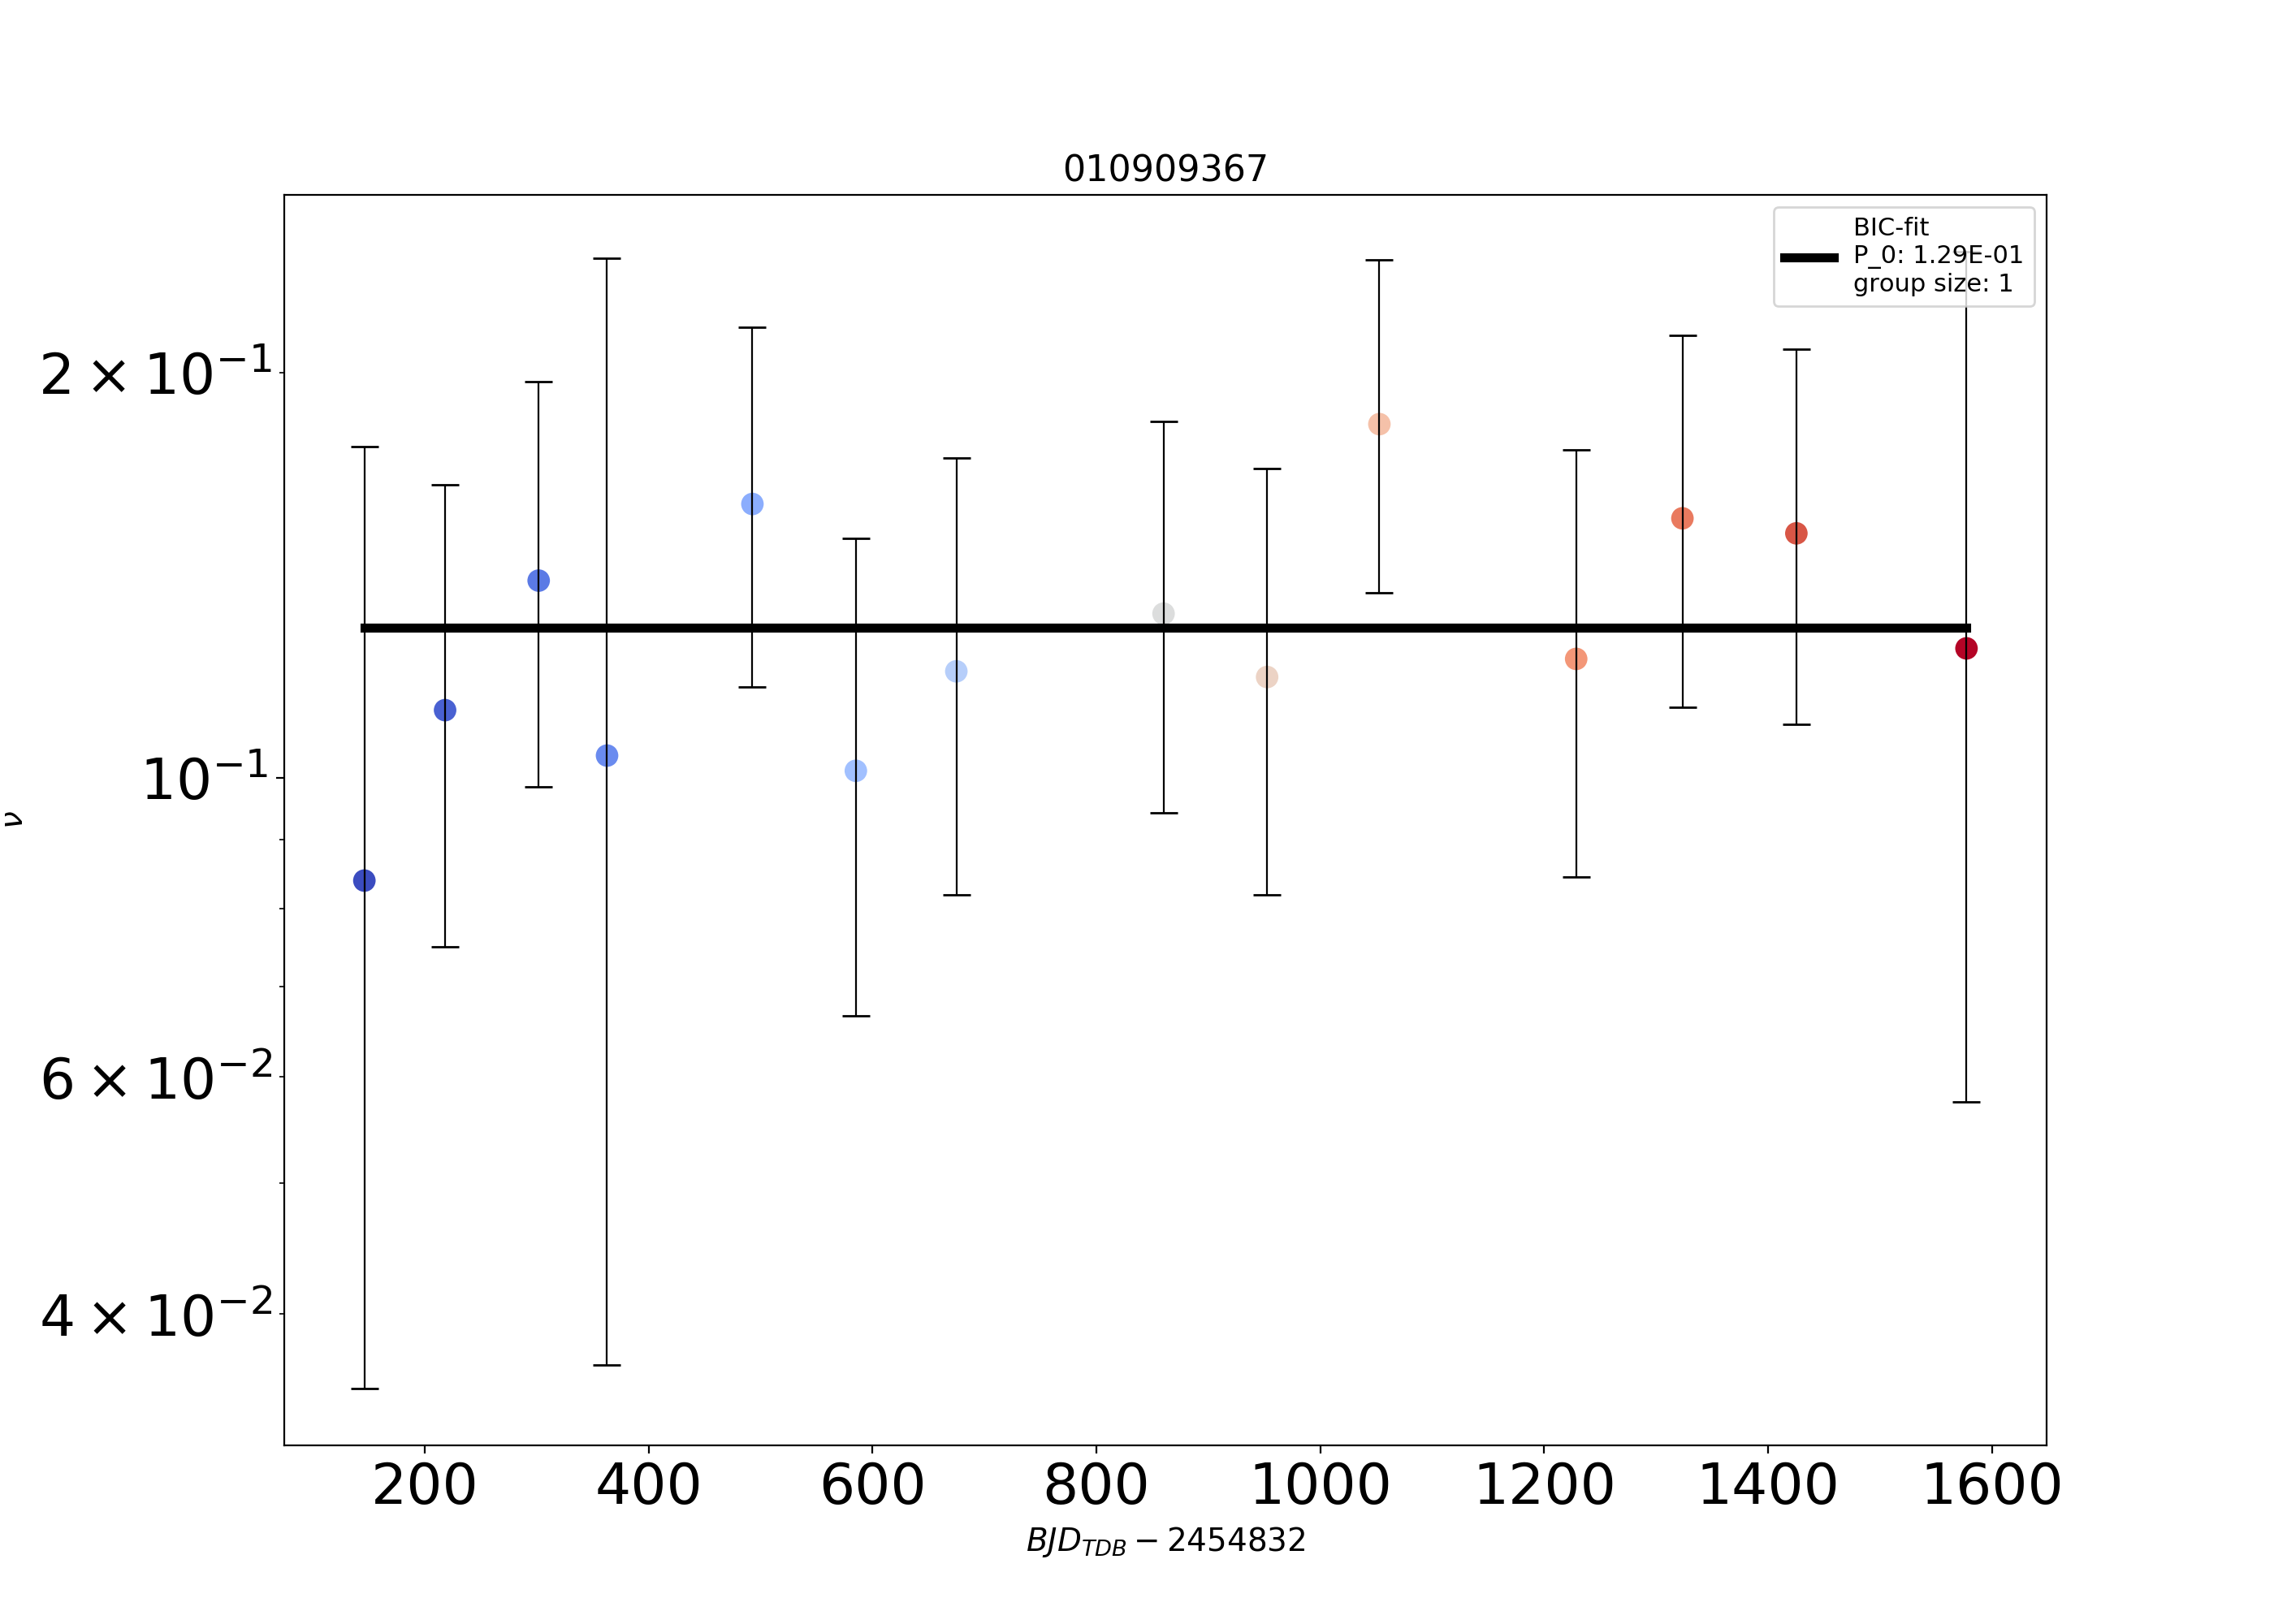 010909367
BIC-fit
P_0: 1.29E-01
group size: 1
2 × 10⁻¹
10⁻¹
6 × 10⁻²
4 × 10⁻²
ν
200 400 600 800 1000 1200 1400 1600
BJD_TDB − 2454832